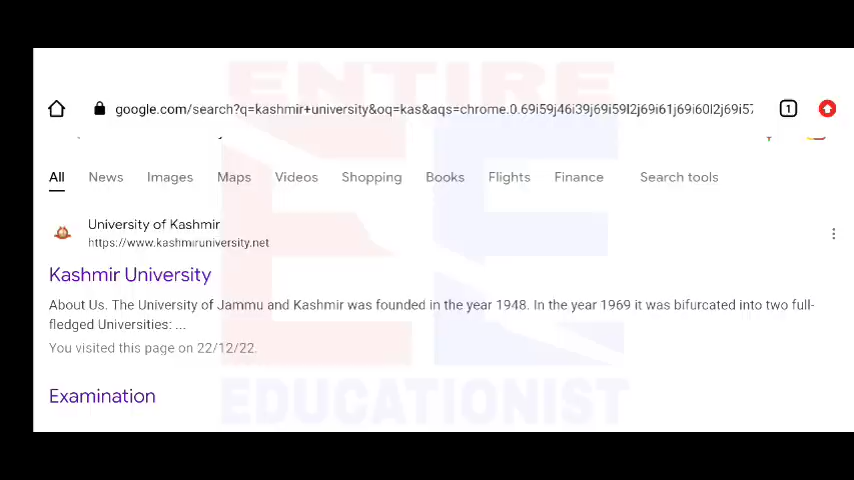 ENTIRE
google.com/search?q=kashmir+university&oq=kas&aqs=chrome.0.69i59j46i39j69i59l2j69i61j69i60l2j69i57
1
All News Images Maps Videos Shopping Books Flights Finance Search tools
University of Kashmir
https://www.kashmiruniversity.net
Kashmir University
About Us. The University of Jammu and Kashmir was founded in the year 1948. In the year 1969 it was bifurcated into two full-
fledged Universities: ...
You visited this page on 22/12/22.
Examination
EDUCATIONIST